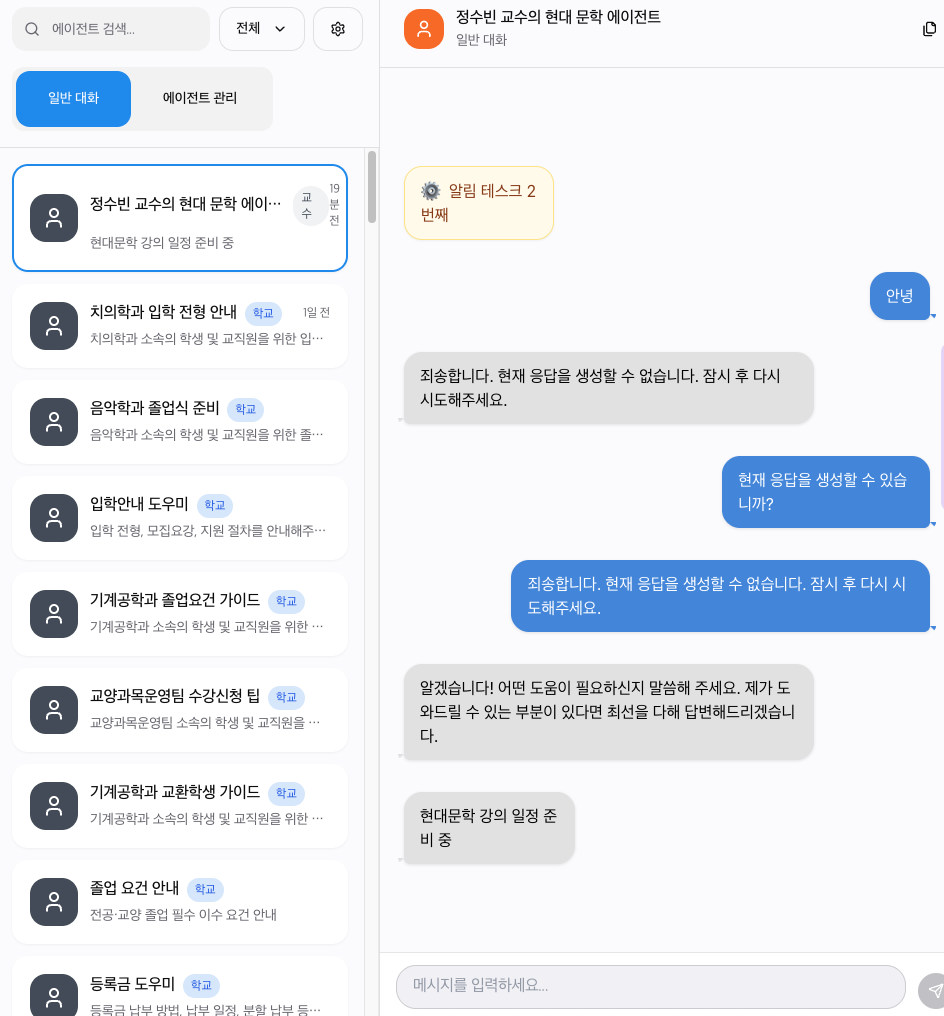 에이전트 검색...
전체
일반 대화
에이전트 관리
정수빈 교수의 현대 문학 에이···
교
수
19
분
전
현대문학 강의 일정 준비 중
치의학과 입학 전형 안내
학교
1일 전
치의학과 소속의 학생 및 교직원을 위한 입···
음악학과 졸업식 준비
학교
음악학과 소속의 학생 및 교직원을 위한 졸···
입학안내 도우미
학교
입학 전형, 모집요강, 지원 절차를 안내해주···
기계공학과 졸업요건 가이드
학교
기계공학과 소속의 학생 및 교직원을 위한 ···
교양과목운영팀 수강신청 팁
학교
교양과목운영팀 소속의 학생 및 교직원을 ···
기계공학과 교환학생 가이드
학교
기계공학과 소속의 학생 및 교직원을 위한 ···
졸업 요건 안내
학교
전공·교양 졸업 필수 이수 요건 안내
등록금 도우미
학교
등록금 납부 방법, 납부 일정, 분할 납부 등···
정수빈 교수의 현대 문학 에이전트
일반 대화
알림 테스크 2
번째
안녕
죄송합니다. 현재 응답을 생성할 수 없습니다. 잠시 후 다시
시도해주세요.
현재 응답을 생성할 수 있습
니까?
죄송합니다. 현재 응답을 생성할 수 없습니다. 잠시 후 다시 시
도해주세요.
알겠습니다! 어떤 도움이 필요하신지 말씀해 주세요. 제가 도
와드릴 수 있는 부분이 있다면 최선을 다해 답변해드리겠습니
다.
현대문학 강의 일정 준
비 중
메시지를 입력하세요...